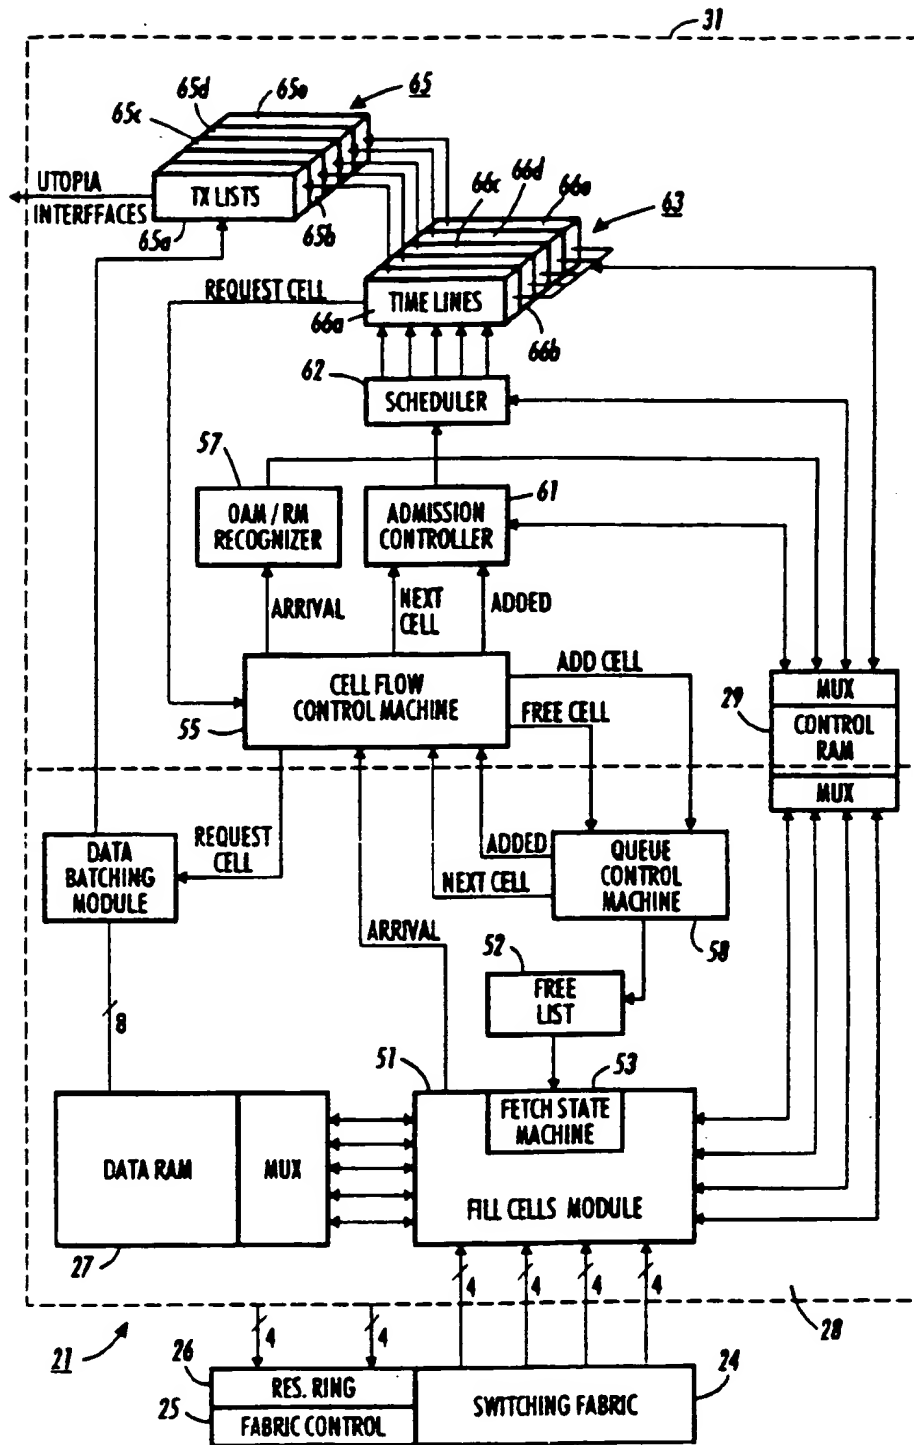 31
65e
65
65d
65c
66e
66d
66c
63
UTOPIA
INTERFFACES
TX LISTS
65a
65b
REQUEST CELL
TIME LINES
66a
66b
62
SCHEDULER
57
61
OAM / RM
RECOGNIZER
ADMISSION
CONTROLLER
ARRIVAL
NEXT
CELL
ADDED
ADD CELL
CELL FLOW
CONTROL MACHINE
FREE CELL
55
29
MUX
CONTROL
RAM
MUX
REQUEST
CELL
DATA
BATCHING
MODULE
ADDED
NEXT CELL
QUEUE
CONTROL
MACHINE
58
ARRIVAL
52
FREE
LIST
8
51
53
FETCH STATE
MACHINE
DATA RAM
MUX
FILL CELLS MODULE
27
4
4
4
4
28
21
4
4
26
RES. RING
24
25
FABRIC CONTROL
SWITCHING FABRIC